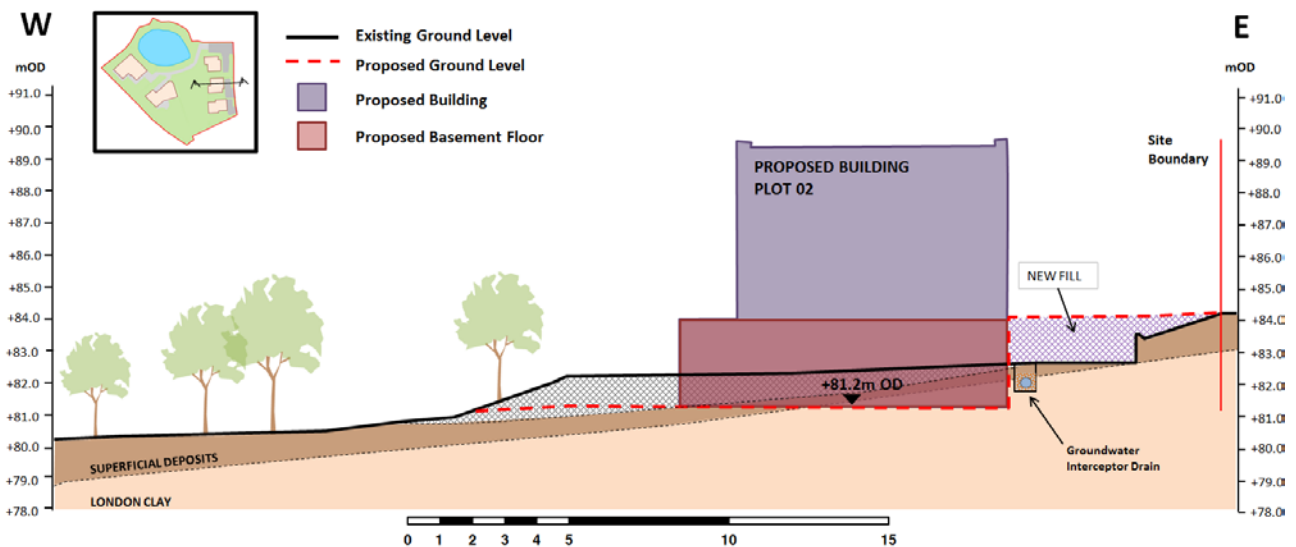 W
E
mOD
mOD
Existing Ground Level
Proposed Ground Level
Proposed Building
Proposed Basement Floor
+91.0
+90.0
+89.0
+88.0
+87.0
+86.0
+85.0
+84.0
+83.0
+82.0
+81.0
+80.0
+79.0
+78.0
+91.0
+90.0
+89.0
+88.0
+87.0
+86.0
+85.0
+84.0
+83.0
+82.0
+81.0
+80.0
+79.0
+78.0
Site
Boundary
PROPOSED BUILDING
PLOT 02
NEW FILL
+81.2m OD
Groundwater
Interceptor Drain
SUPERFICIAL DEPOSITS
LONDON CLAY
0 1 2 3 4 5 10 15